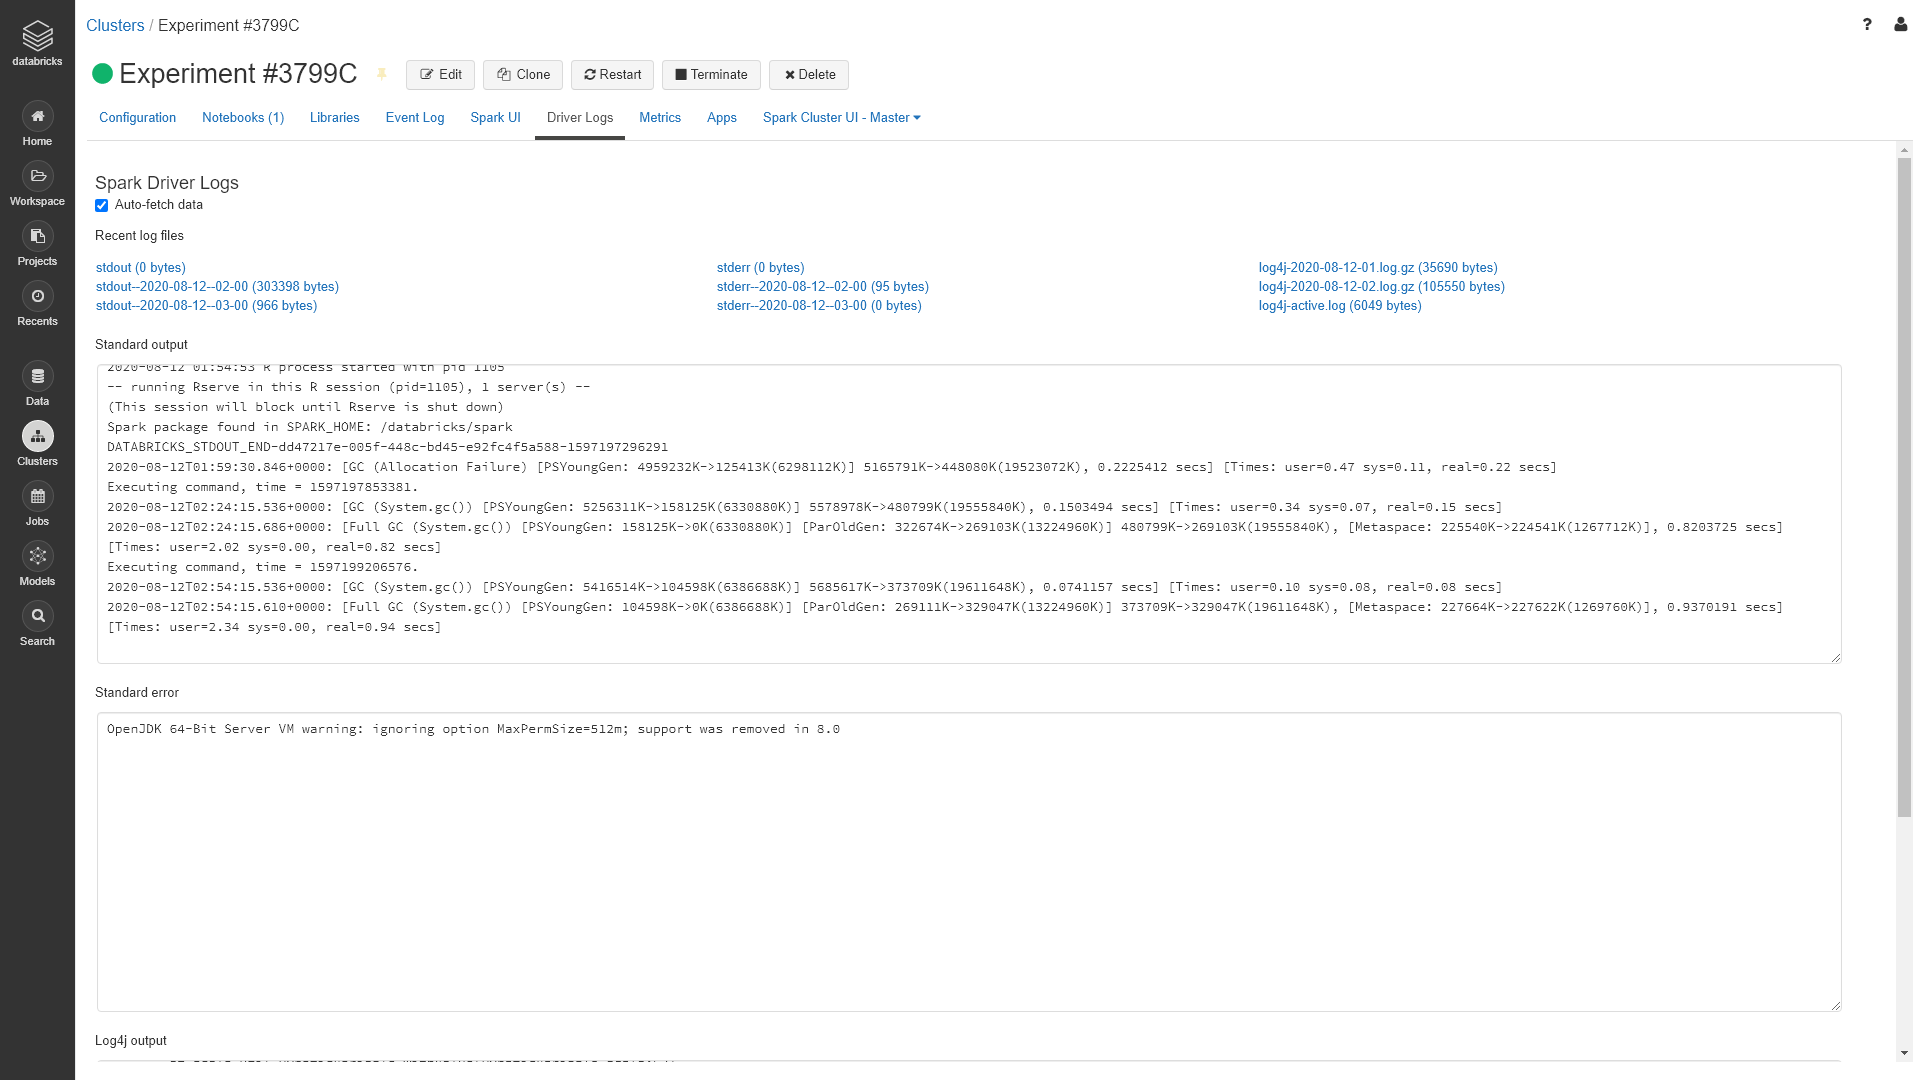 databricks
Home
Workspace
Projects
Recents
Data
Clusters
Jobs
Models
Search
Clusters / Experiment #3799C
?
Experiment #3799C
Edit
Clone
Restart
Terminate
Delete
Configuration
Notebooks (1)
Libraries
Event Log
Spark UI
Driver Logs
Metrics
Apps
Spark Cluster UI - Master
Spark Driver Logs
Auto-fetch data
Recent log files
stdout (0 bytes)
stderr (0 bytes)
log4j-2020-08-12-01.log.gz (35690 bytes)
stdout--2020-08-12--02-00 (303398 bytes)
stderr--2020-08-12--02-00 (95 bytes)
log4j-2020-08-12-02.log.gz (105550 bytes)
stdout--2020-08-12--03-00 (966 bytes)
stderr--2020-08-12--03-00 (0 bytes)
log4j-active.log (6049 bytes)
Standard output
2020-08-12 01:54:53 R process started with pid 1105
-- running Rserve in this R session (pid=1105), 1 server(s) --
(This session will block until Rserve is shut down)
Spark package found in SPARK_HOME: /databricks/spark
DATABRICKS_STDOUT_END-dd47217e-005f-448c-bd45-e92fc4f5a588-1597197296291
2020-08-12T01:59:30.846+0000: [GC (Allocation Failure) [PSYoungGen: 4959232K->125413K(6298112K)] 5165791K->448080K(19523072K), 0.2225412 secs] [Times: user=0.47 sys=0.11, real=0.22 secs]
Executing command, time = 1597197853381.
2020-08-12T02:24:15.536+0000: [GC (System.gc()) [PSYoungGen: 5256311K->158125K(6330880K)] 5578978K->480799K(19555840K), 0.1503494 secs] [Times: user=0.34 sys=0.07, real=0.15 secs]
2020-08-12T02:24:15.686+0000: [Full GC (System.gc()) [PSYoungGen: 158125K->0K(6330880K)] [ParOldGen: 322674K->269103K(13224960K)] 480799K->269103K(19555840K), [Metaspace: 225540K->224541K(1267712K)], 0.8203725 secs]
[Times: user=2.02 sys=0.00, real=0.82 secs]
Executing command, time = 1597199206576.
2020-08-12T02:54:15.536+0000: [GC (System.gc()) [PSYoungGen: 5416514K->104598K(6386688K)] 5685617K->373709K(19611648K), 0.0741157 secs] [Times: user=0.10 sys=0.08, real=0.08 secs]
2020-08-12T02:54:15.610+0000: [Full GC (System.gc()) [PSYoungGen: 104598K->0K(6386688K)] [ParOldGen: 269111K->329047K(13224960K)] 373709K->329047K(19611648K), [Metaspace: 227664K->227622K(1269760K)], 0.9370191 secs]
[Times: user=2.34 sys=0.00, real=0.94 secs]
Standard error
OpenJDK 64-Bit Server VM warning: ignoring option MaxPermSize=512m; support was removed in 8.0
Log4j output